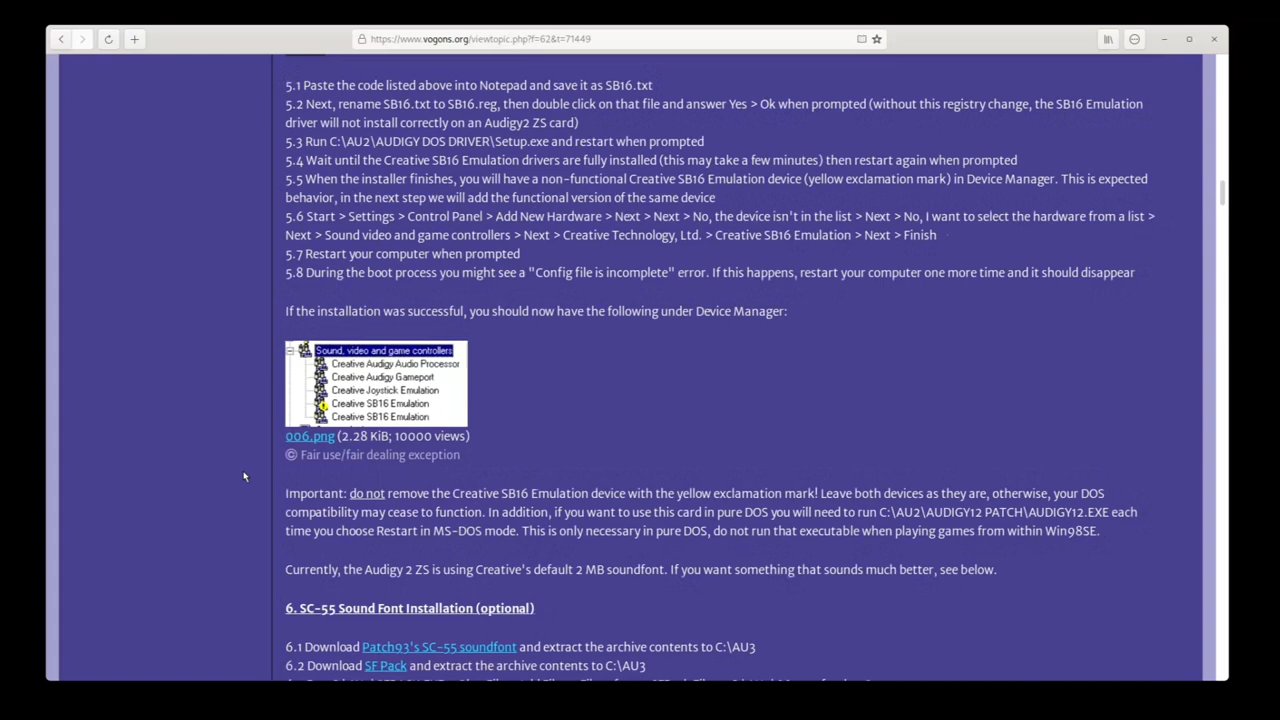 https://www.vogons.org/viewtopic.php?f=62&t=71449
5.1 Paste the code listed above into Notepad and save it as SB16.txt
5.2 Next, rename SB16.txt to SB16.reg, then double click on that file and answer Yes > Ok when prompted (without this registry change, the SB16 Emulation
driver will not install correctly on an Audigy2 ZS card)
5.3 Run C:\AU2\AUDIGY DOS DRIVER\Setup.exe and restart when prompted
5.4 Wait until the Creative SB16 Emulation drivers are fully installed (this may take a few minutes) then restart again when prompted
5.5 When the installer finishes, you will have a non-functional Creative SB16 Emulation device (yellow exclamation mark) in Device Manager. This is expected
behavior, in the next step we will add the functional version of the same device
5.6 Start > Settings > Control Panel > Add New Hardware > Next > Next > No, the device isn't in the list > Next > No, I want to select the hardware from a list >
Next > Sound video and game controllers > Next > Creative Technology, Ltd. > Creative SB16 Emulation > Next > Finish
5.7 Restart your computer when prompted
5.8 During the boot process you might see a "Config file is incomplete" error. If this happens, restart your computer one more time and it should disappear
If the installation was successful, you should now have the following under Device Manager:
Sound, video and game controllers
Creative Audigy Audio Processor
Creative Audigy Gameport
Creative Joystick Emulation
Creative SB16 Emulation
Creative SB16 Emulation
006.png (2.28 KiB; 10000 views)
© Fair use/fair dealing exception
Important: do not remove the Creative SB16 Emulation device with the yellow exclamation mark! Leave both devices as they are, otherwise, your DOS
compatibility may cease to function. In addition, if you want to use this card in pure DOS you will need to run C:\AU2\AUDIGY12 PATCH\AUDIGY12.EXE each
time you choose Restart in MS-DOS mode. This is only necessary in pure DOS, do not run that executable when playing games from within Win98SE.
Currently, the Audigy 2 ZS is using Creative's default 2 MB soundfont. If you want something that sounds much better, see below.
6. SC-55 Sound Font Installation (optional)
6.1 Download Patch93's SC-55 soundfont and extract the archive contents to C:\AU3
6.2 Download SF Pack and extract the archive contents to C:\AU3